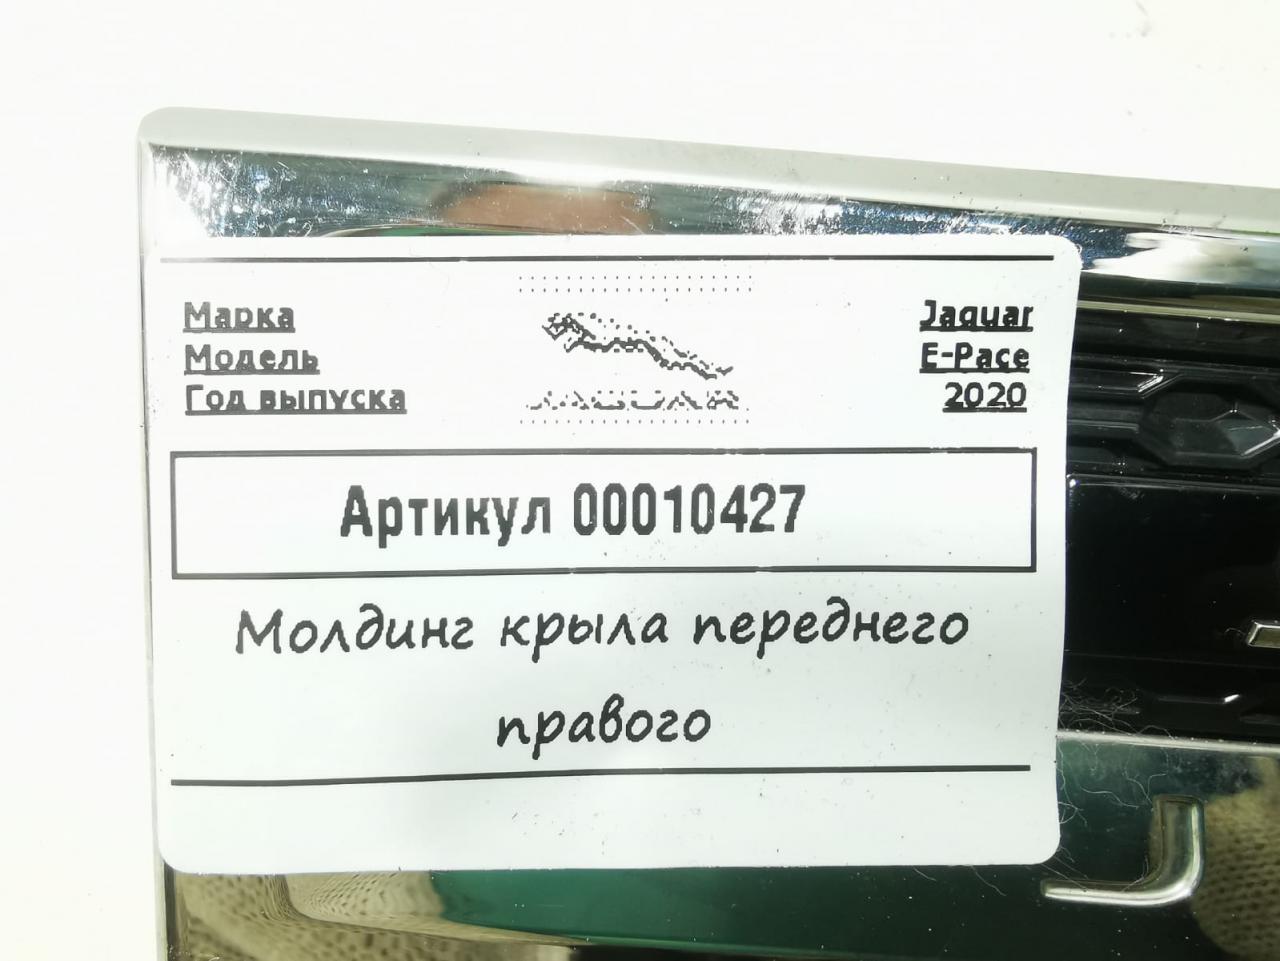 Марка Jaguar
Модель E-Pace
Год выпуска 2020
Артикул 00010427
Молдинг крыла переднего
правого
J